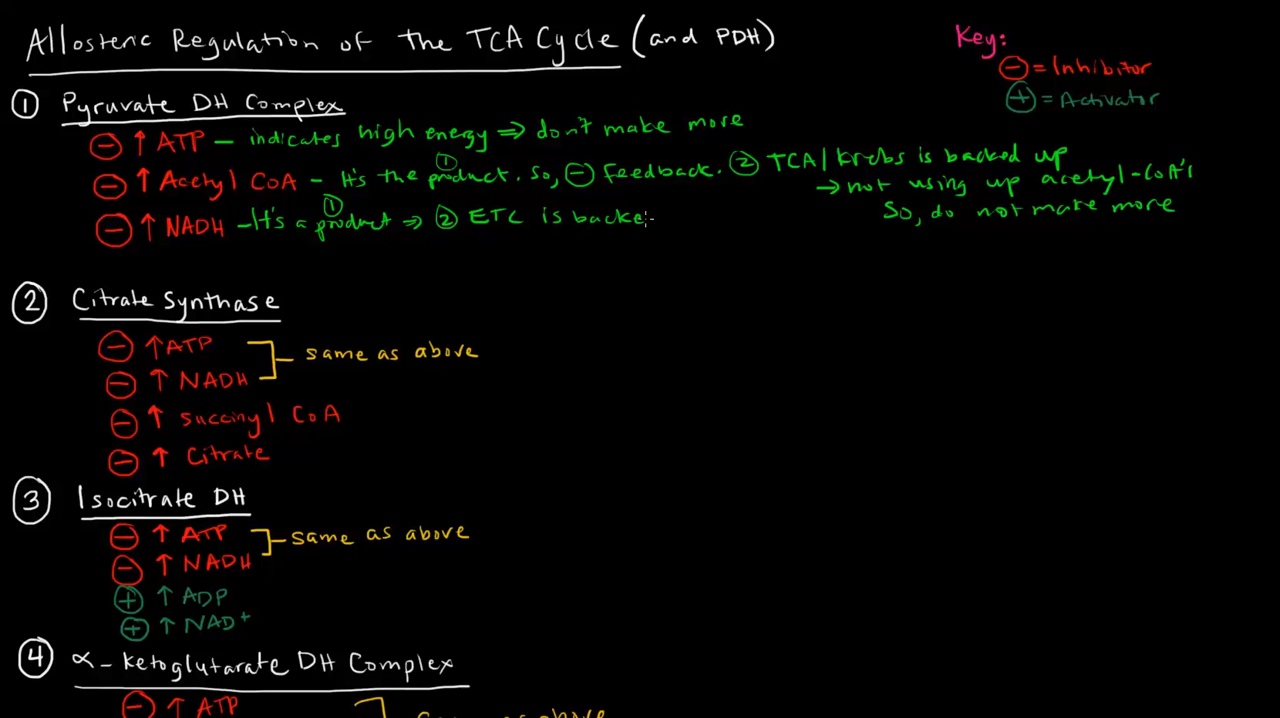 Allosteric Regulation of the TCA Cycle (and PDH)
Key:
⊖ = Inhibitor
⊕ = Activator
① Pyruvate DH Complex
⊖ ↑ ATP – indicates high energy ⇒ don't make more
⊖ ↑ Acetyl CoA – It's the product. So, ⊖ feedback. ② TCA/Krebs is backed up
①
→ not using up acetyl-CoA's
So, do not make more
⊖ ↑ NADH – It's a product ⇒ ② ETC is backe
①
② Citrate Synthase
⊖ ↑ ATP
⊖ ↑ NADH
same as above
⊖ ↑ succinyl CoA
⊖ ↑ Citrate
③ Isocitrate DH
⊖ ↑ ATP
⊖ ↑ NADH
same as above
⊕ ↑ ADP
⊕ ↑ NAD+
④ α-ketoglutarate DH Complex
⊖ ↑ ATP
as above